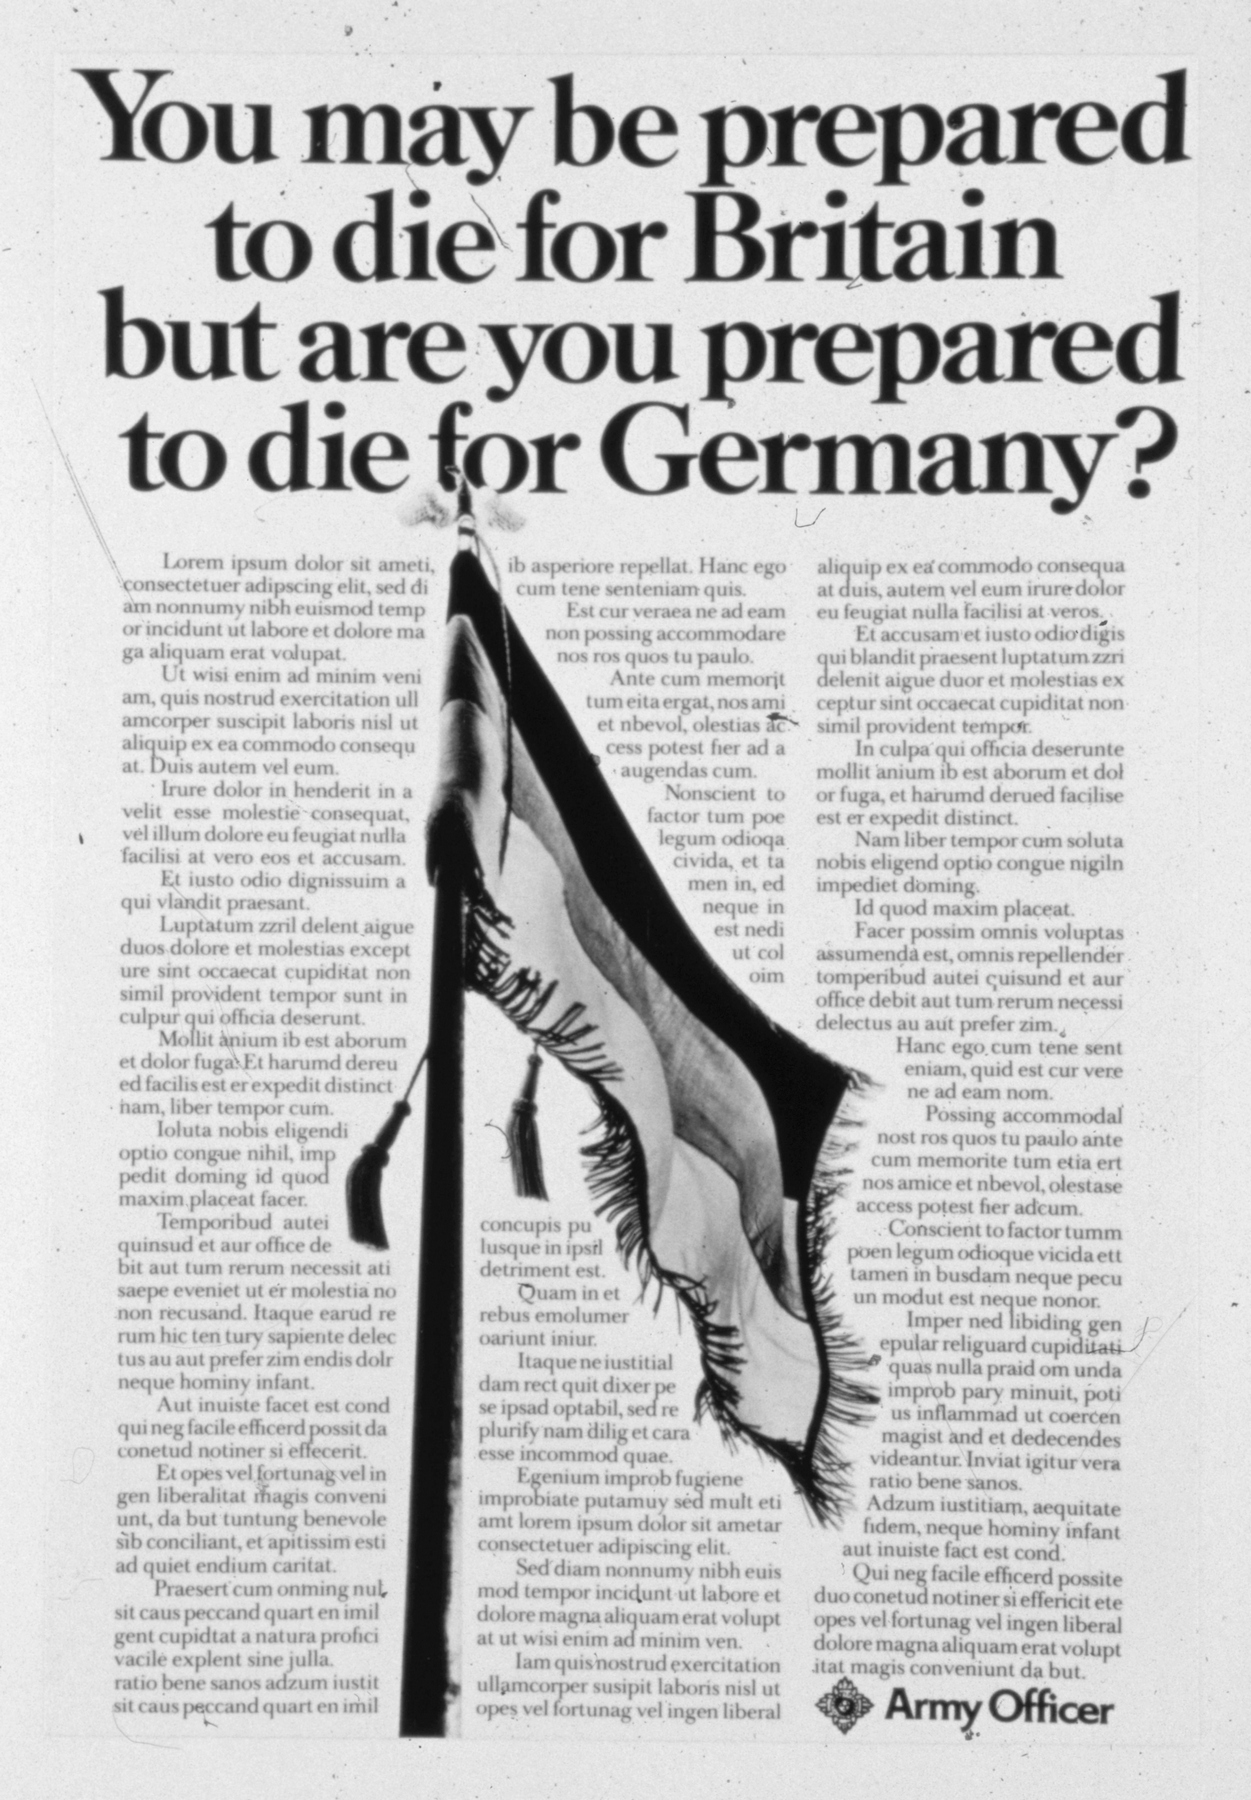 You may be prepared
to die for Britain
but are you prepared
to die for Germany?
Lorem ipsum dolor sit ameti,
consectetuer adipscing elit, sed di
am nonnumy nibh euismod temp
or incidunt ut labore et dolore ma
ga aliquam erat volupat.
Ut wisi enim ad minim veni
am, quis nostrud exercitation ull
amcorper suscipit laboris nisl ut
aliquip ex ea commodo consequ
at. Duis autem vel eum.
Irure dolor in henderit in a
velit esse molestie consequat,
vel illum dolore eu feugiat nulla
facilisi at vero eos et accusam.
Et iusto odio dignissuim a
qui vlandit praesant.
Luptatum zzril delent aigue
duos dolore et molestias except
ure sint occaecat cupiditat non
simil provident tempor sunt in
culpur qui officia deserunt.
Mollit anium ib est aborum
et dolor fuga. Et harumd dereu
ed facilis est er expedit distinct
nam, liber tempor cum.
Ioluta nobis eligendi
optio congue nihil, imp
pedit doming id quod
maxim placeat facer.
Temporibud autei
quinsud et aur office de
bit aut tum rerum necessit ati
saepe eveniet ut er molestia no
non recusand. Itaque earud re
rum hic ten tury sapiente delec
tus au aut prefer zim endis dolr
neque hominy infant.
Aut inuiste facet est cond
qui neg facile efficerd possit da
conetud notiner si effecerit.
Et opes vel fortunag vel in
gen liberalitat magis conveni
unt, da but tuntung benevole
sib conciliant, et apitissim esti
ad quiet endium caritat.
Praesert cum onming nul
sit caus peccand quart en imil
gent cupidtat a natura profici
vacile explent sine julla.
ratio bene sanos adzum iustit
sit caus peccand quart en imil
ib asperiore repellat. Hanc ego
cum tene senteniam quis.
Est cur veraea ne ad eam
non possing accommodare
nos ros quos tu paulo.
Ante cum memorit
tum eita ergat, nos ami
et nbevol, olestias ac
cess potest fier ad a
augendas cum.
Nonscient to
factor tum poe
legum odioqa
civida, et ta
men in, ed
neque in
est nedi
ut col
oim
concupis pu
lusque in ipsil
detriment est.
Quam in et
rebus emolumer
oariunt iniur.
Itaque ne iustitial
dam rect quit dixer pe
se ipsad optabil, sed re
plurify nam dilig et cara
esse incommod quae.
Egenium improb fugiene
improbiate putamuy sed mult eti
amt lorem ipsum dolor sit ametar
consectetuer adipiscing elit.
Sed diam nonnumy nibh euis
mod tempor incidunt ut labore et
dolore magna aliquam erat volupt
at ut wisi enim ad minim ven.
Iam quis nostrud exercitation
ullamcorper susipit laboris nisl ut
opes vel fortunag vel ingen liberal
aliquip ex ea commodo consequa
at duis, autem vel eum irure dolor
eu feugiat nulla facilisi at veros.
Et accusam et iusto odio digis
qui blandit praesent luptatum zzri
delenit aigue duor et molestias ex
ceptur sint occaecat cupiditat non
simil provident tempor.
In culpa qui officia deserunte
mollit anium ib est aborum et dol
or fuga, et harumd derued facilise
est er expedit distinct.
Nam liber tempor cum soluta
nobis eligend optio congue nigiln
impediet doming.
Id quod maxim placeat.
Facer possim omnis voluptas
assumenda est, omnis repellender
tomperibud autei quisund et aur
office debit aut tum rerum necessi
delectus au aut prefer zim.
Hanc ego cum tene sent
eniam, quid est cur vere
ne ad eam nom.
Possing accommodal
nost ros quos tu paulo ante
cum memorite tum etia ert
nos amice et nbevol, olestase
access potest fier adcum.
Conscient to factor tumm
poen legum odioque vicida ett
tamen in busdam neque pecu
un modut est neque nonor.
Imper ned libiding gen
epular religuard cupiditati
quas nulla praid om unda
improb pary minuit, poti
us inflammad ut coercen
magist and et dedecendes
videantur. Inviat igitur vera
ratio bene sanos.
Adzum iustitiam, aequitate
fidem, neque hominy infant
aut inuiste fact est cond.
Qui neg facile efficerd possite
duo conetud notiner si effericit ete
opes vel fortunag vel ingen liberal
dolore magna aliquam erat volupt
itat magis conveniunt da but.
Army Officer